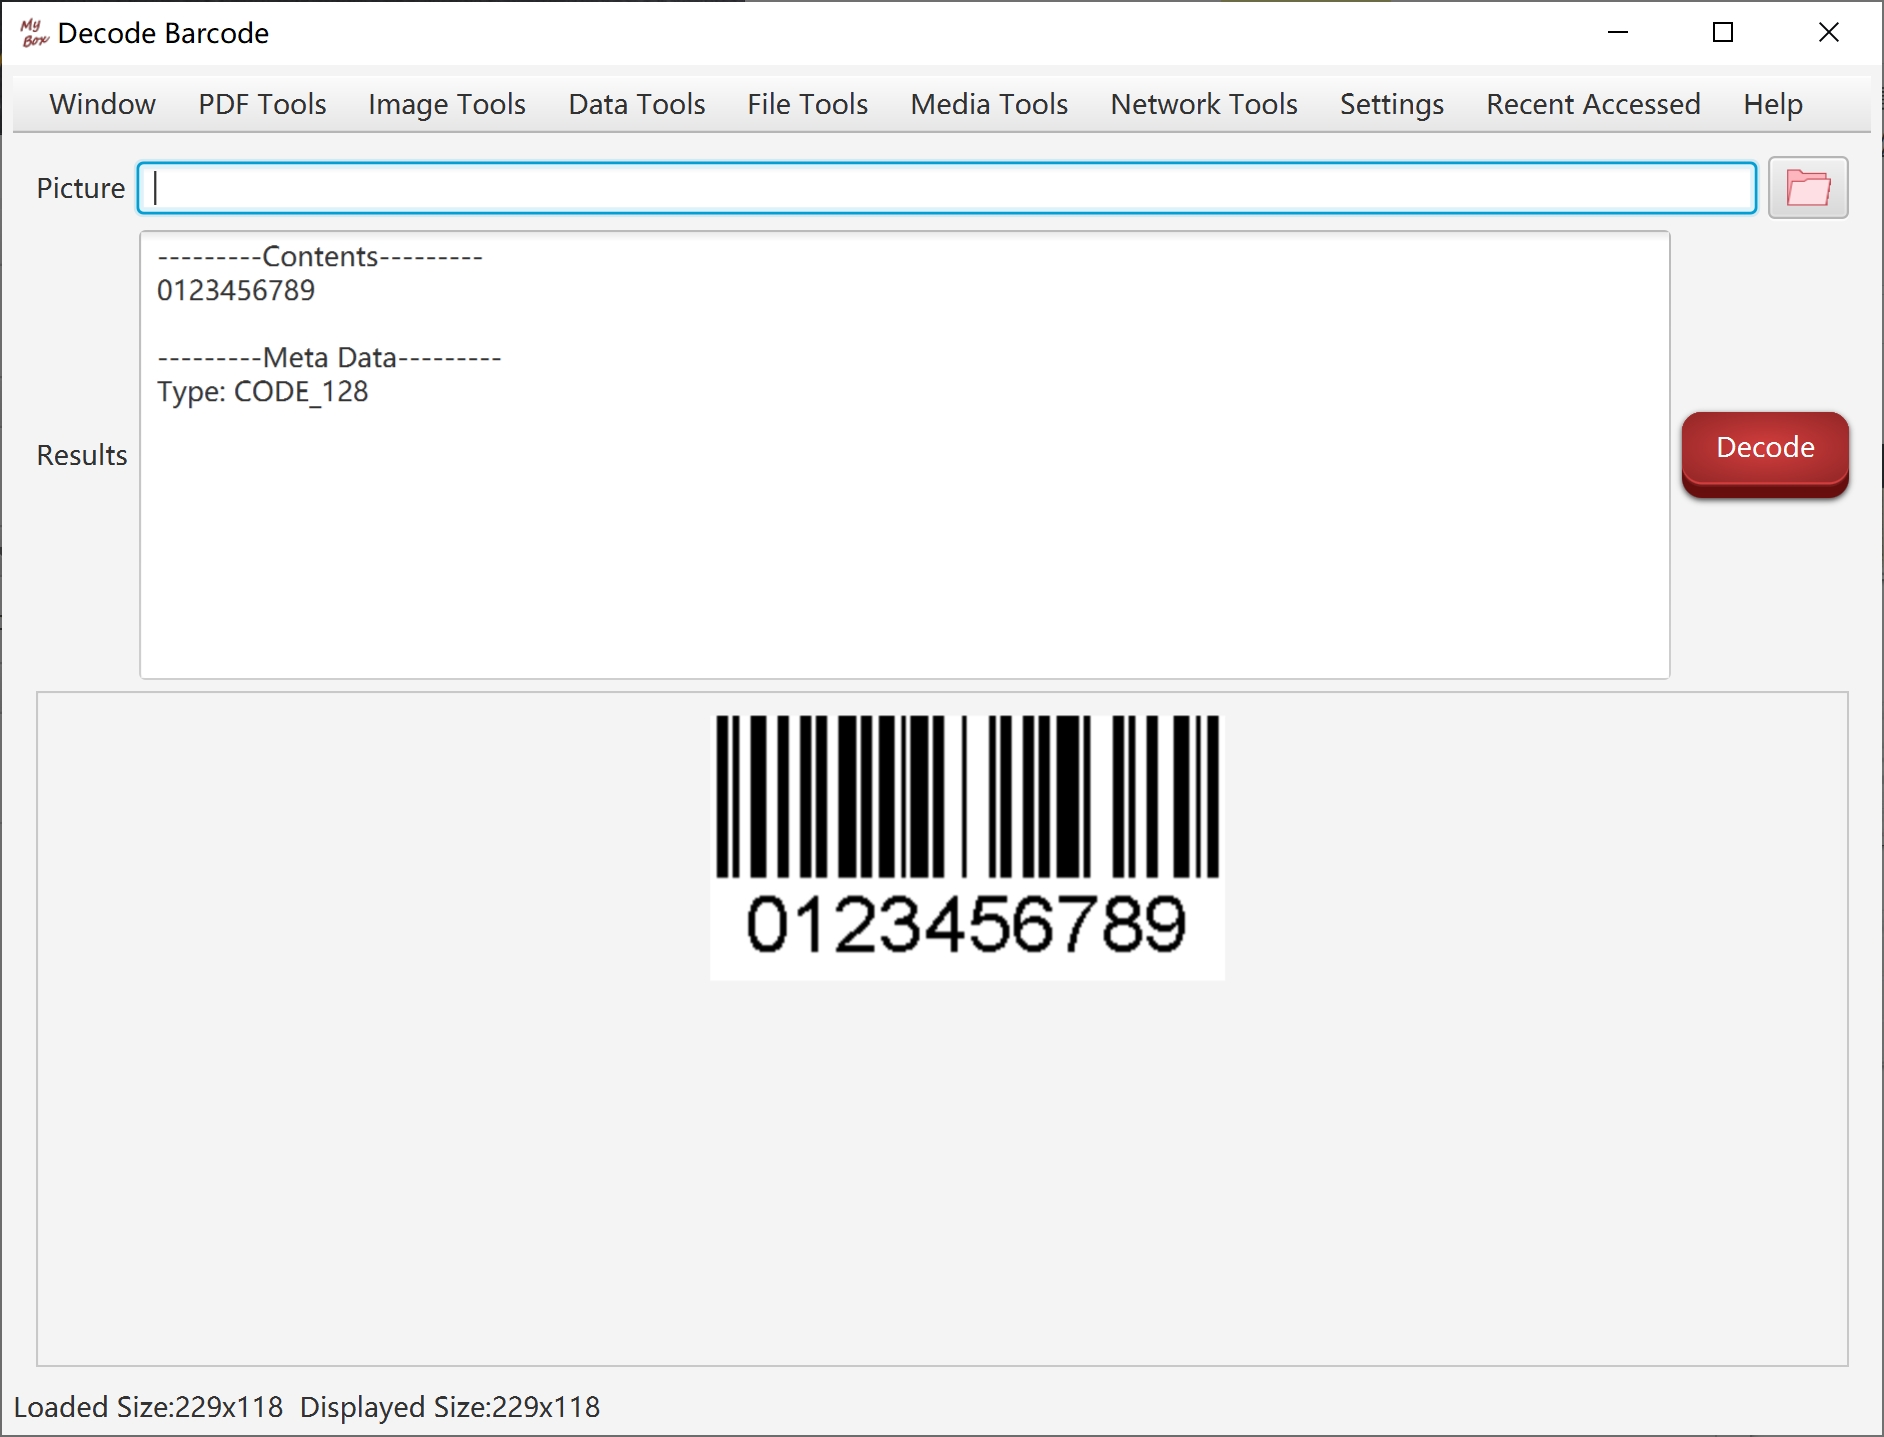 My Box Decode Barcode
Window PDF Tools Image Tools Data Tools File Tools Media Tools Network Tools Settings Recent Accessed Help
Picture
---------Contents---------
0123456789
---------Meta Data---------
Type: CODE_128
Results
Decode
0123456789
Loaded Size:229x118 Displayed Size:229x118